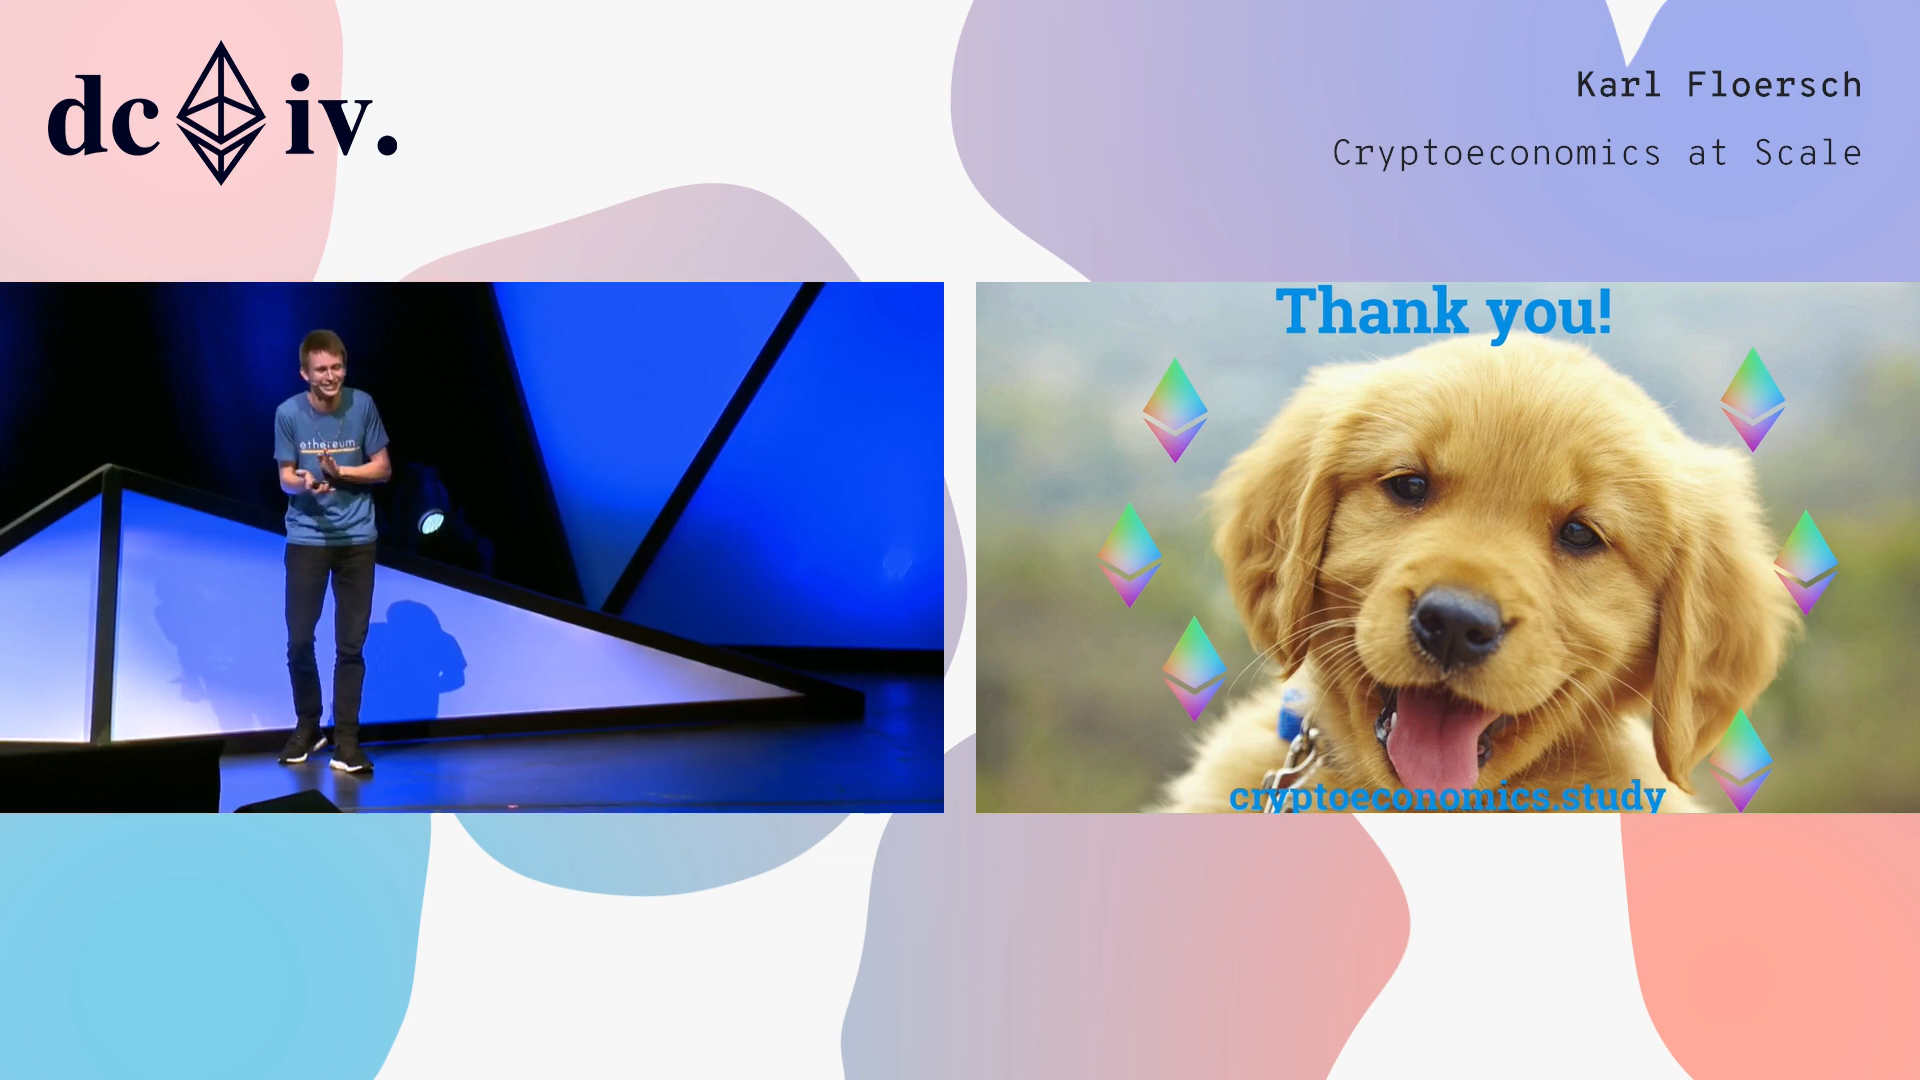 dc iv.
Karl Floersch
Cryptoeconomics at Scale
ethereum
Thank you!
cryptoeconomics.study